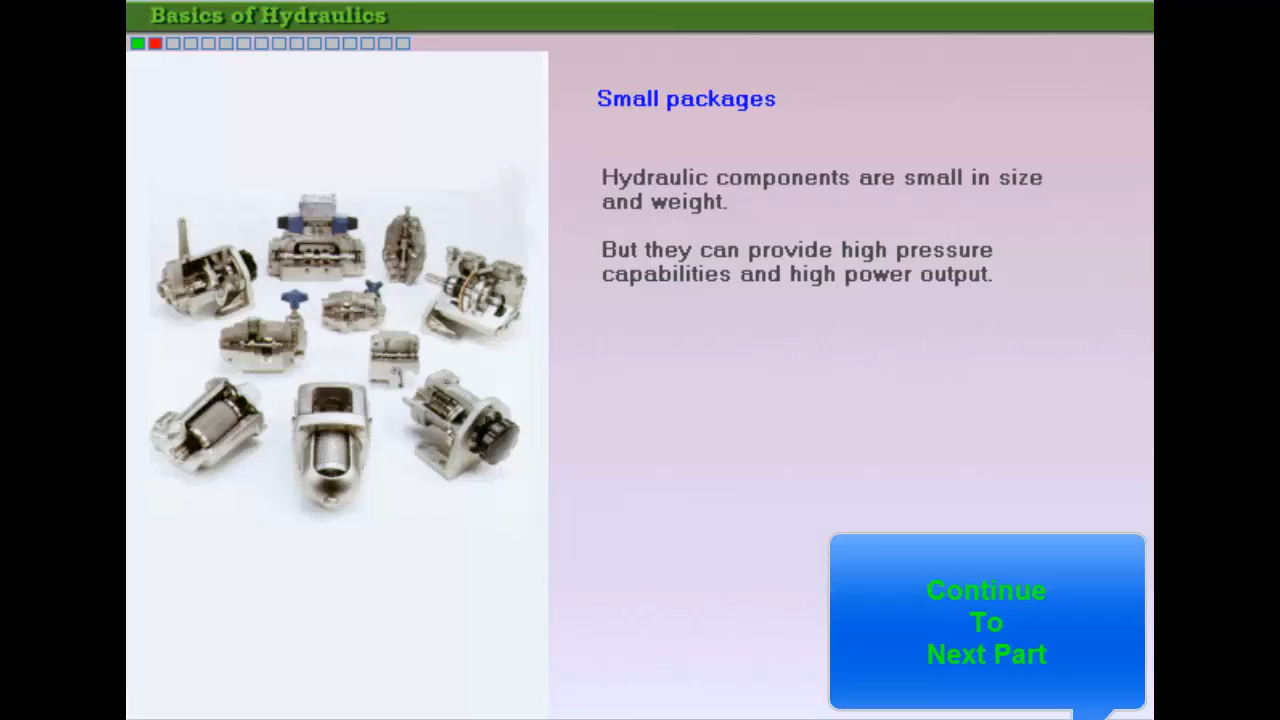 Basics of Hydraulics
Small packages
Hydraulic components are small in size
and weight.
But they can provide high pressure
capabilities and high power output.
Continue
To
Next Part